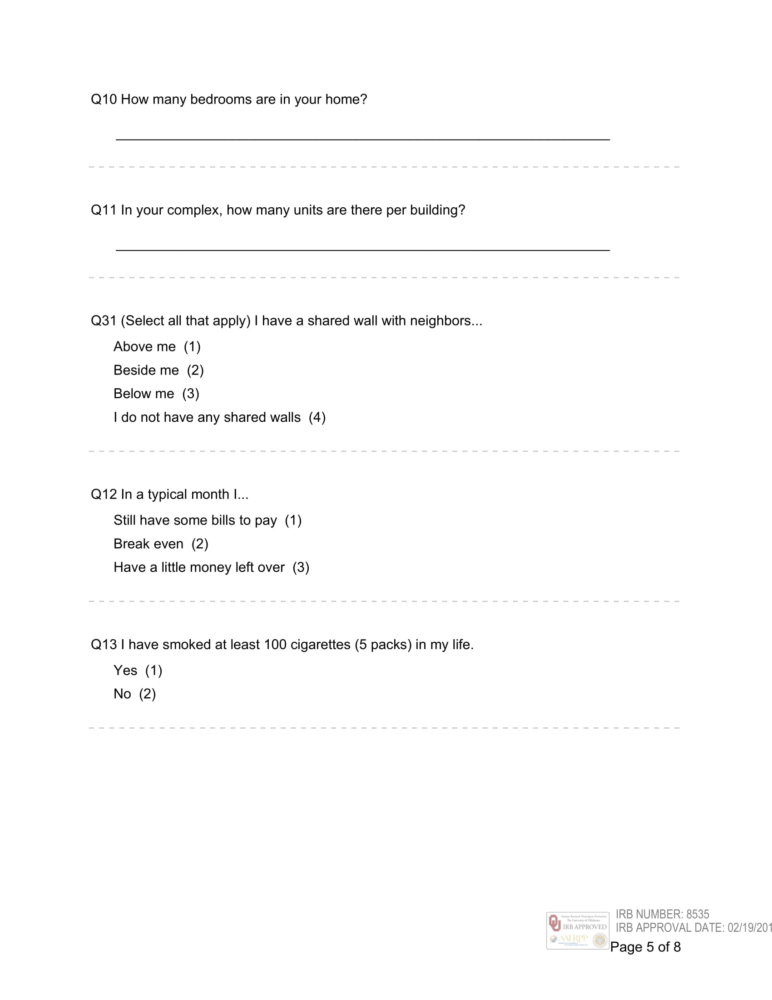 Q10 How many bedrooms are in your home?
Q11 In your complex, how many units are there per building?
Q31 (Select all that apply) I have a shared wall with neighbors...
Above me (1)
Beside me (2)
Below me (3)
I do not have any shared walls (4)
Q12 In a typical month I...
Still have some bills to pay (1)
Break even (2)
Have a little money left over (3)
Q13 I have smoked at least 100 cigarettes (5 packs) in my life.
Yes (1)
No (2)
Human Research Participant Protection
The University of Oklahoma
IRB APPROVED
AAHRPP
IRB NUMBER: 8535
IRB APPROVAL DATE: 02/19/201
Page 5 of 8